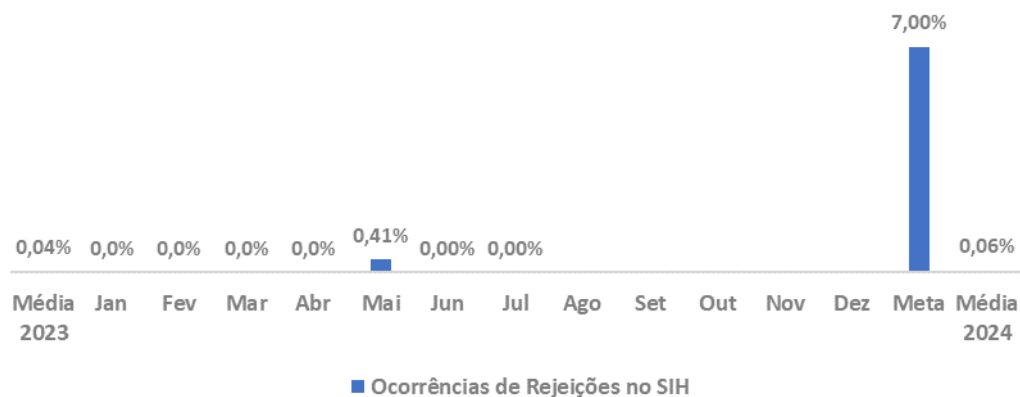 7,00%
0,04% 0,0% 0,0% 0,0% 0,0% 0,41% 0,00% 0,00% 0,06%
Média Jan Fev Mar Abr Mai Jun Jul Ago Set Out Nov Dez Meta Média
2023 2024
Ocorrências de Rejeições no SIH